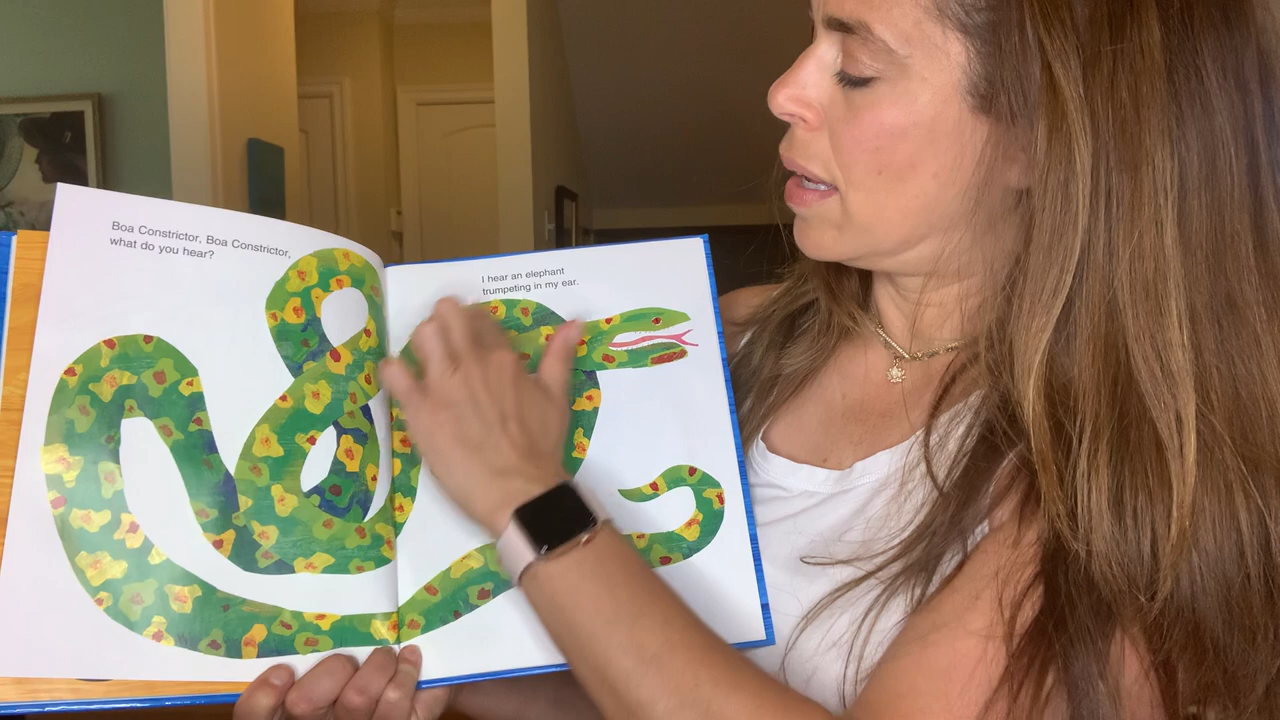 Boa Constrictor, Boa Constrictor,
what do you hear?
I hear an elephant
trumpeting in my ear.